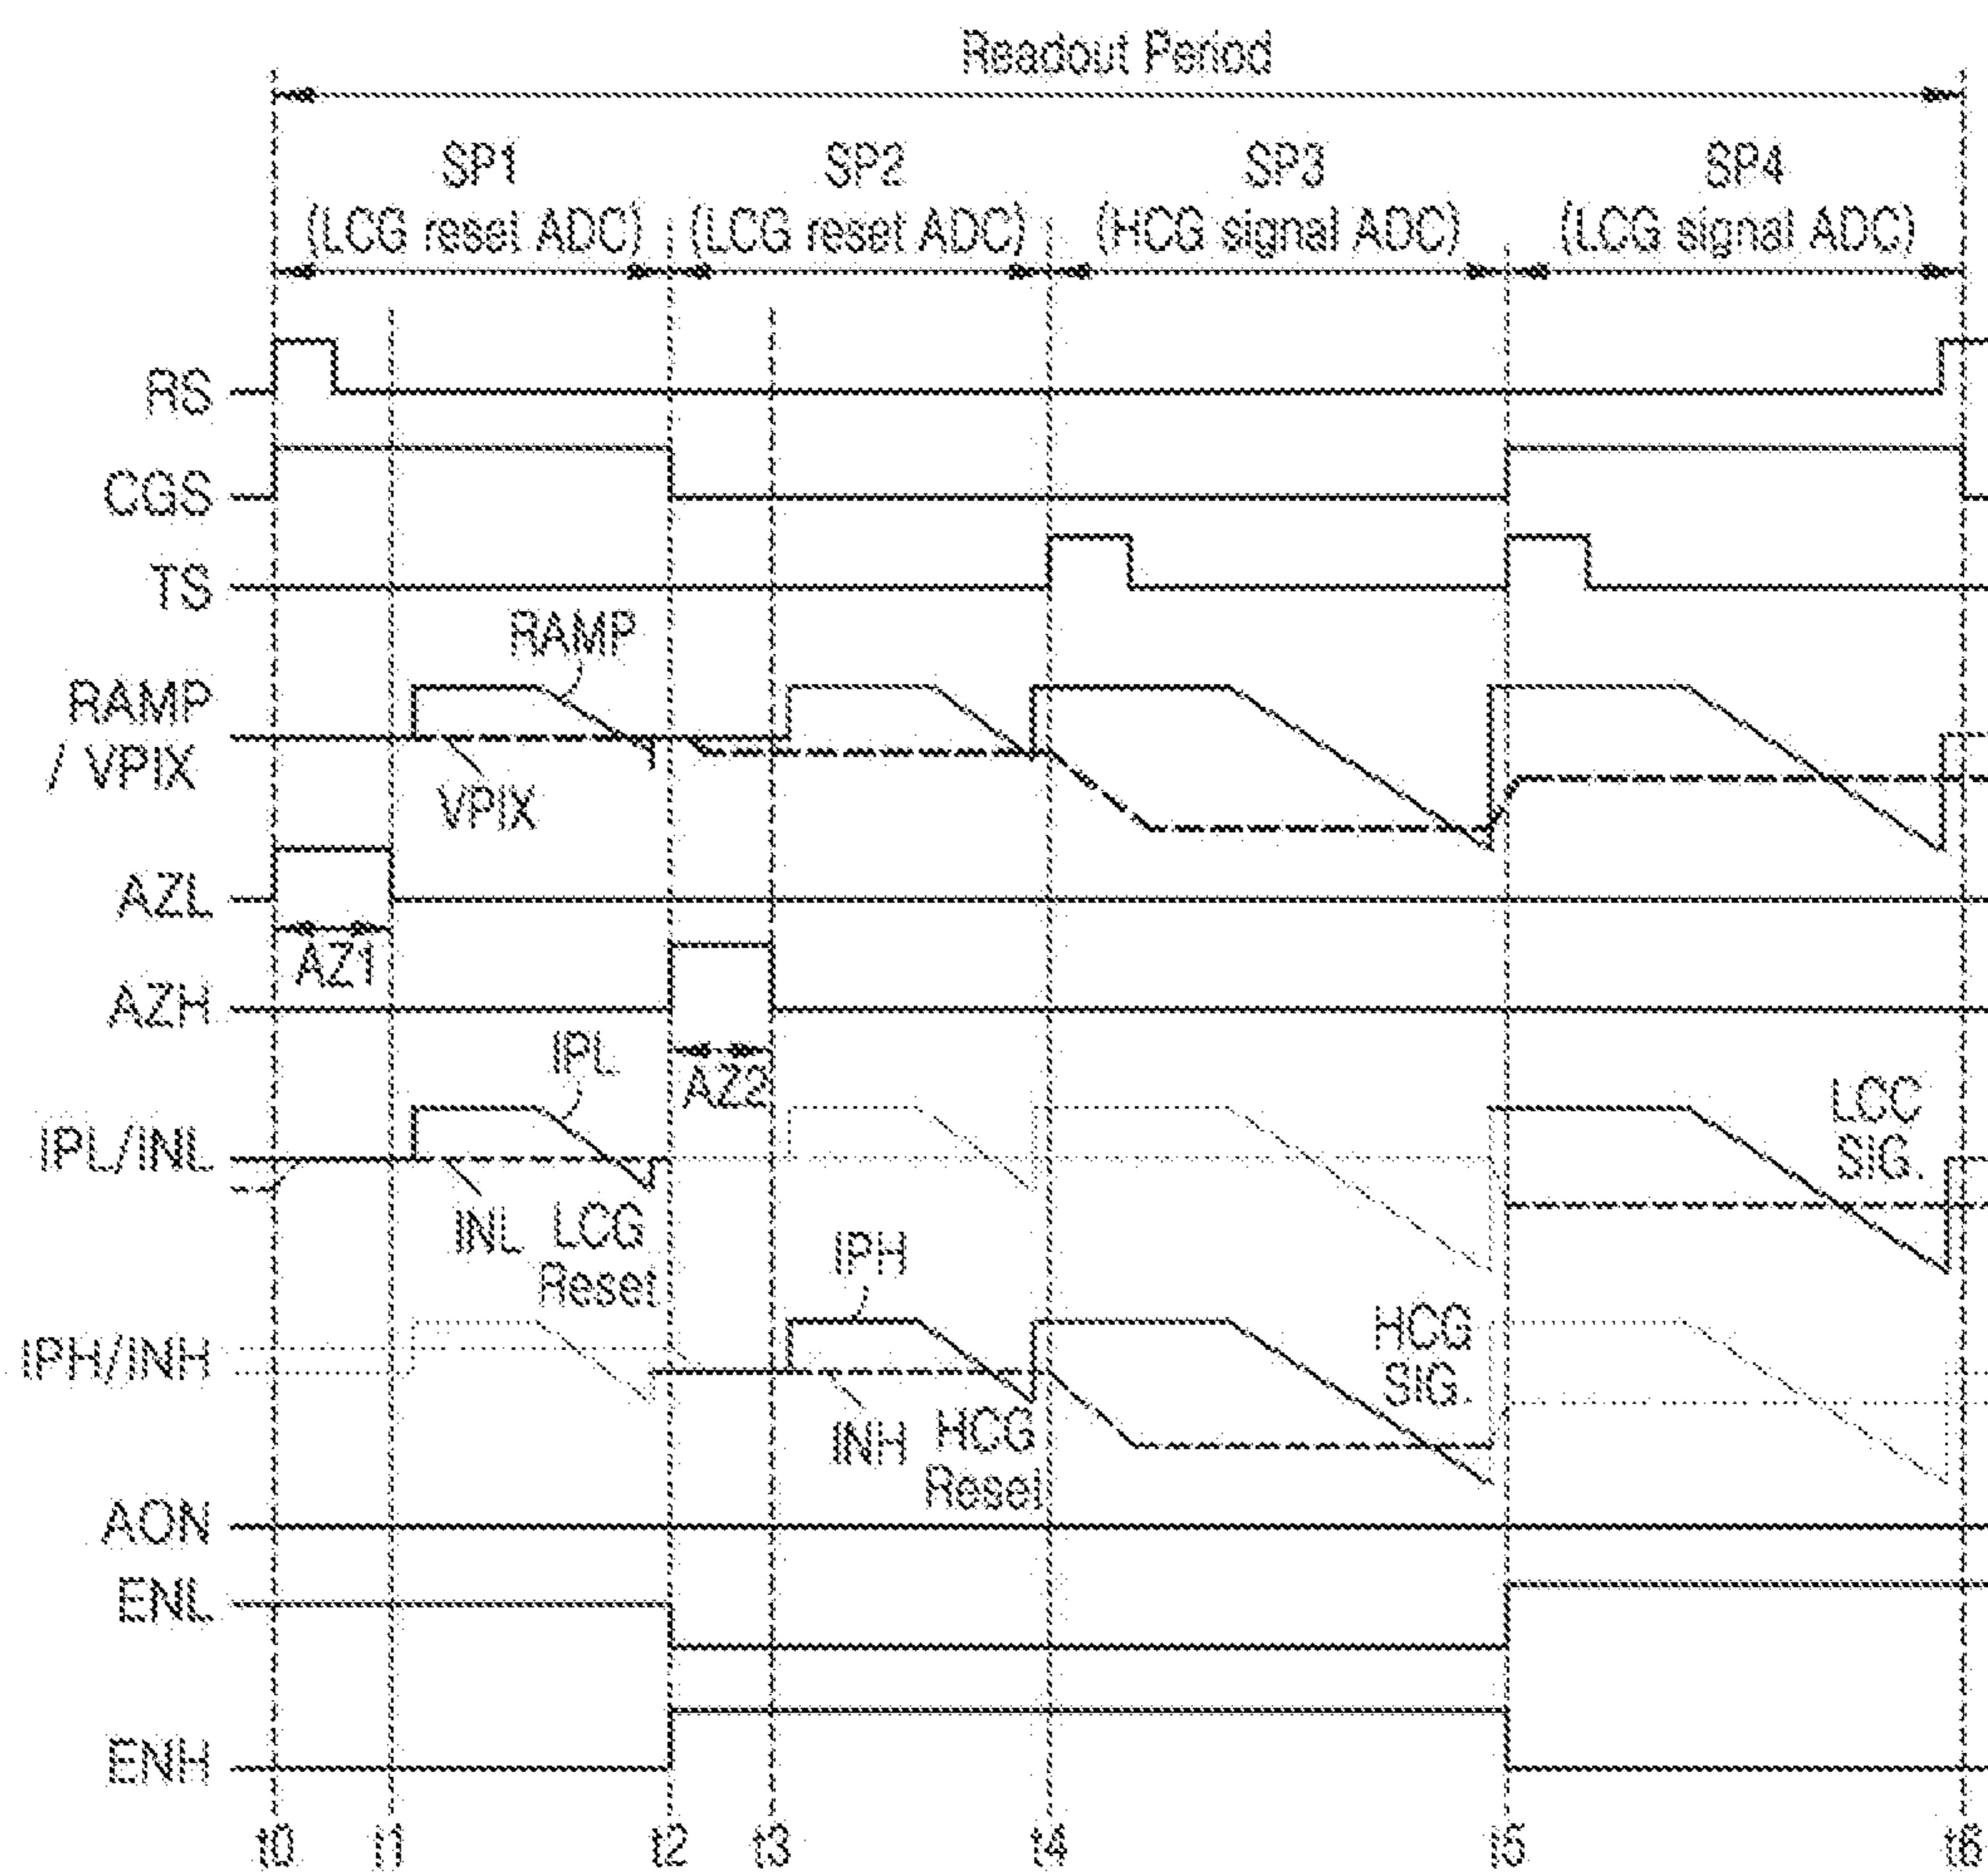 Readout Period
SP1 SP2 SP3 SP4
(LCG reset ADC) (LCG reset ADC) (HCG signal ADC) (LCG signal ADC)
RS
CGS
TS
RAMP
RAMP
/ VPIX
VPIX
AZL
AZ1
AZH
IPL
AZ2
IPL/INL
LCC
SIG.
INL LCG
Reset
IPH
IPH/INH
HCG
SIG.
INH HCG
Reset
AON
ENL
ENH
t0 t1 t2 t3 t4 t5 t6